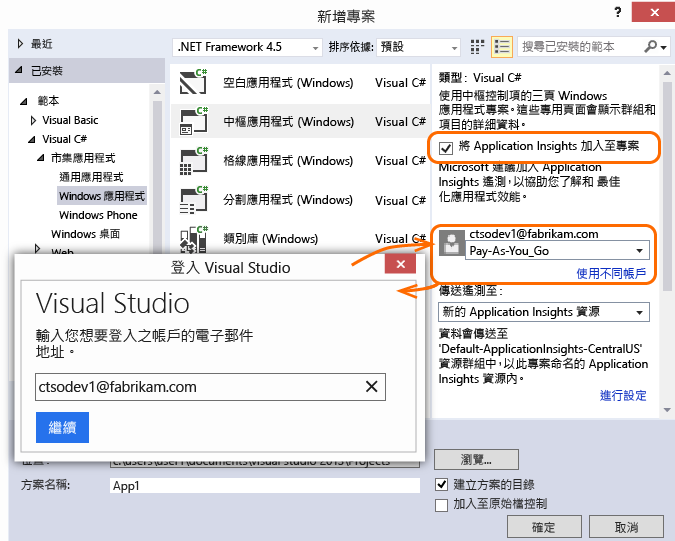 新增專案
?
最近
已安裝
範本
Visual Basic
Visual C#
市集應用程式
通用應用程式
Windows 應用程式
Windows Phone
Windows 桌面
Web
.NET Framework 4.5
排序依據:
預設
搜尋已安裝的範本
空白應用程式 (Windows) Visual C#
中樞應用程式 (Windows) Visual C#
格線應用程式 (Windows) Visual C#
分割應用程式 (Windows) Visual C#
類別庫 (Windows) Visual C#
類型: Visual C#
使用中樞控制項的三頁 Windows
應用程式專案。這些專用頁面會顯示群組和
項目的詳細資料。
將 Application Insights 加入至專案
Microsoft 建議加入 Application
Insights 遙測,以協助您了解和 最佳
化應用程式效能。
ctsodev1@fabrikam.com
Pay-As-You_Go
使用不同帳戶
傳送遙測至:
新的 Application Insights 資源
資料會傳送至
'Default-ApplicationInsights-CentralUS'
資源群組中,以此專案命名的 Application
Insights 資源內。
進行設定
登入 Visual Studio
Visual Studio
輸入您想要登入之帳戶的電子郵件
地址。
ctsodev1@fabrikam.com
繼續
位置:
c:\users\user1\documents\visual studio 2013\Projects
瀏覽...
方案名稱:
App1
建立方案的目錄
加入至原始檔控制
確定
取消